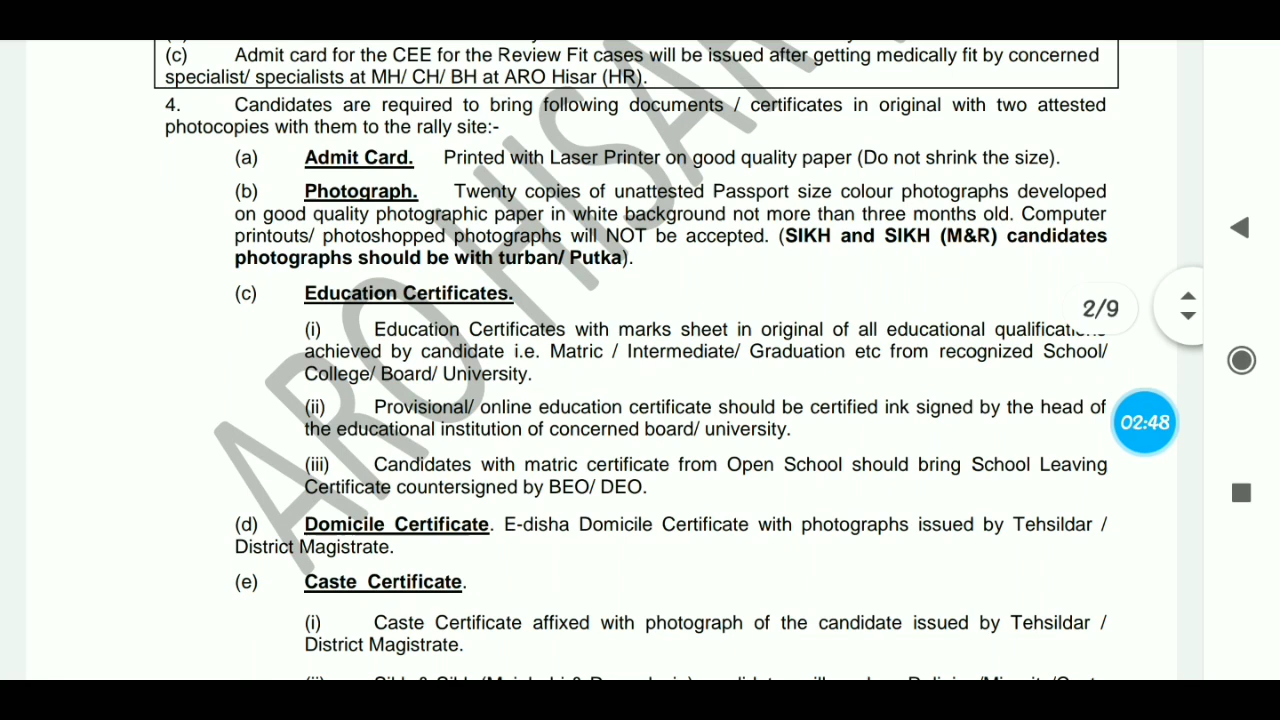 (c) Admit card for the CEE for the Review Fit cases will be issued after getting medically fit by concerned
specialist/ specialists at MH/ CH/ BH at ARO Hisar (HR).
4. Candidates are required to bring following documents / certificates in original with two attested
photocopies with them to the rally site:-
(a) Admit Card. Printed with Laser Printer on good quality paper (Do not shrink the size).
(b) Photograph. Twenty copies of unattested Passport size colour photographs developed
on good quality photographic paper in white background not more than three months old. Computer
printouts/ photoshopped photographs will NOT be accepted. (SIKH and SIKH (M&R) candidates
photographs should be with turban/ Putka).
(c) Education Certificates.
2/9
(i) Education Certificates with marks sheet in original of all educational
achieved by candidate i.e. Matric / Intermediate/ Graduation etc from recognized School/
College/ Board/ University.
(ii) Provisional/ online education certificate should be certified ink signed by the head of
the educational institution of concerned board/ university.
02:48
(iii) Candidates with matric certificate from Open School should bring School Leaving
Certificate countersigned by BEO/ DEO.
(d) Domicile Certificate. E-disha Domicile Certificate with photographs issued by Tehsildar /
District Magistrate.
(e) Caste Certificate.
(i) Caste Certificate affixed with photograph of the candidate issued by Tehsildar /
District Magistrate.
ARO HISAR